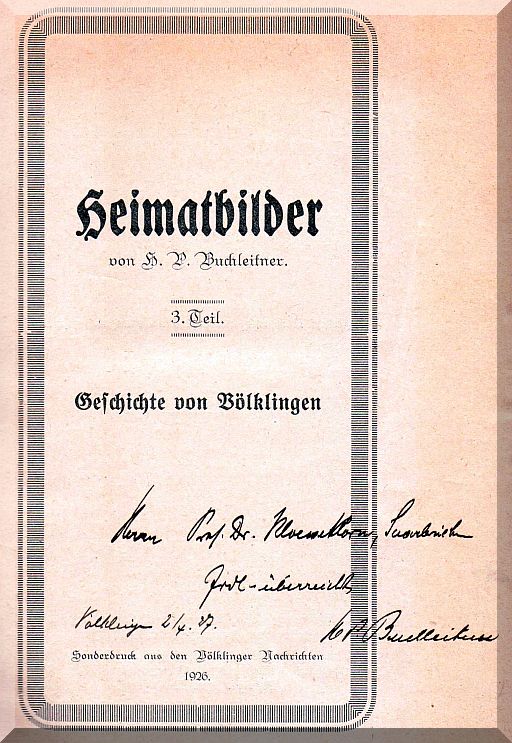 Heimatbilder
von H. P. Buchleitner.
3. Teil.
Geschichte von Völklingen
Herrn Prof. Dr. Kloevekorn, Saarbrücken
frdl. überreicht
Völklingen 2/4. 27. H P Buchleitner
Sonderdruck aus den Völklinger Nachrichten
1926.